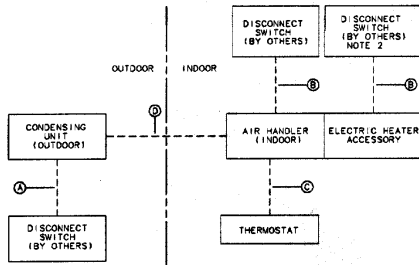 DISCONNECT
SWITCH
(BY OTHERS)
DISCONNECT
SWITCH
(BY OTHERS)
NOTE 2
OUTDOOR
INDOOR
B
B
D
CONDENSING
UNIT
(OUTDOOR)
AIR HANDLER
(INDOOR)
ELECTRIC HEATER
ACCESSORY
A
C
DISCONNECT
SWITCH
(BY OTHERS)
THERMOSTAT